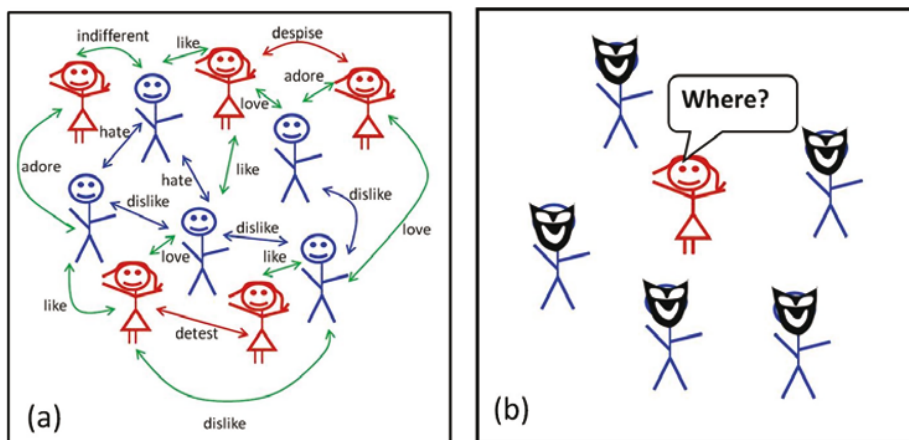 indifferent
like
despise
love
adore
hate
adore
hate
like
dislike
dislike
dislike
love
love
like
like
detest
dislike
(a)
Where?
(b)